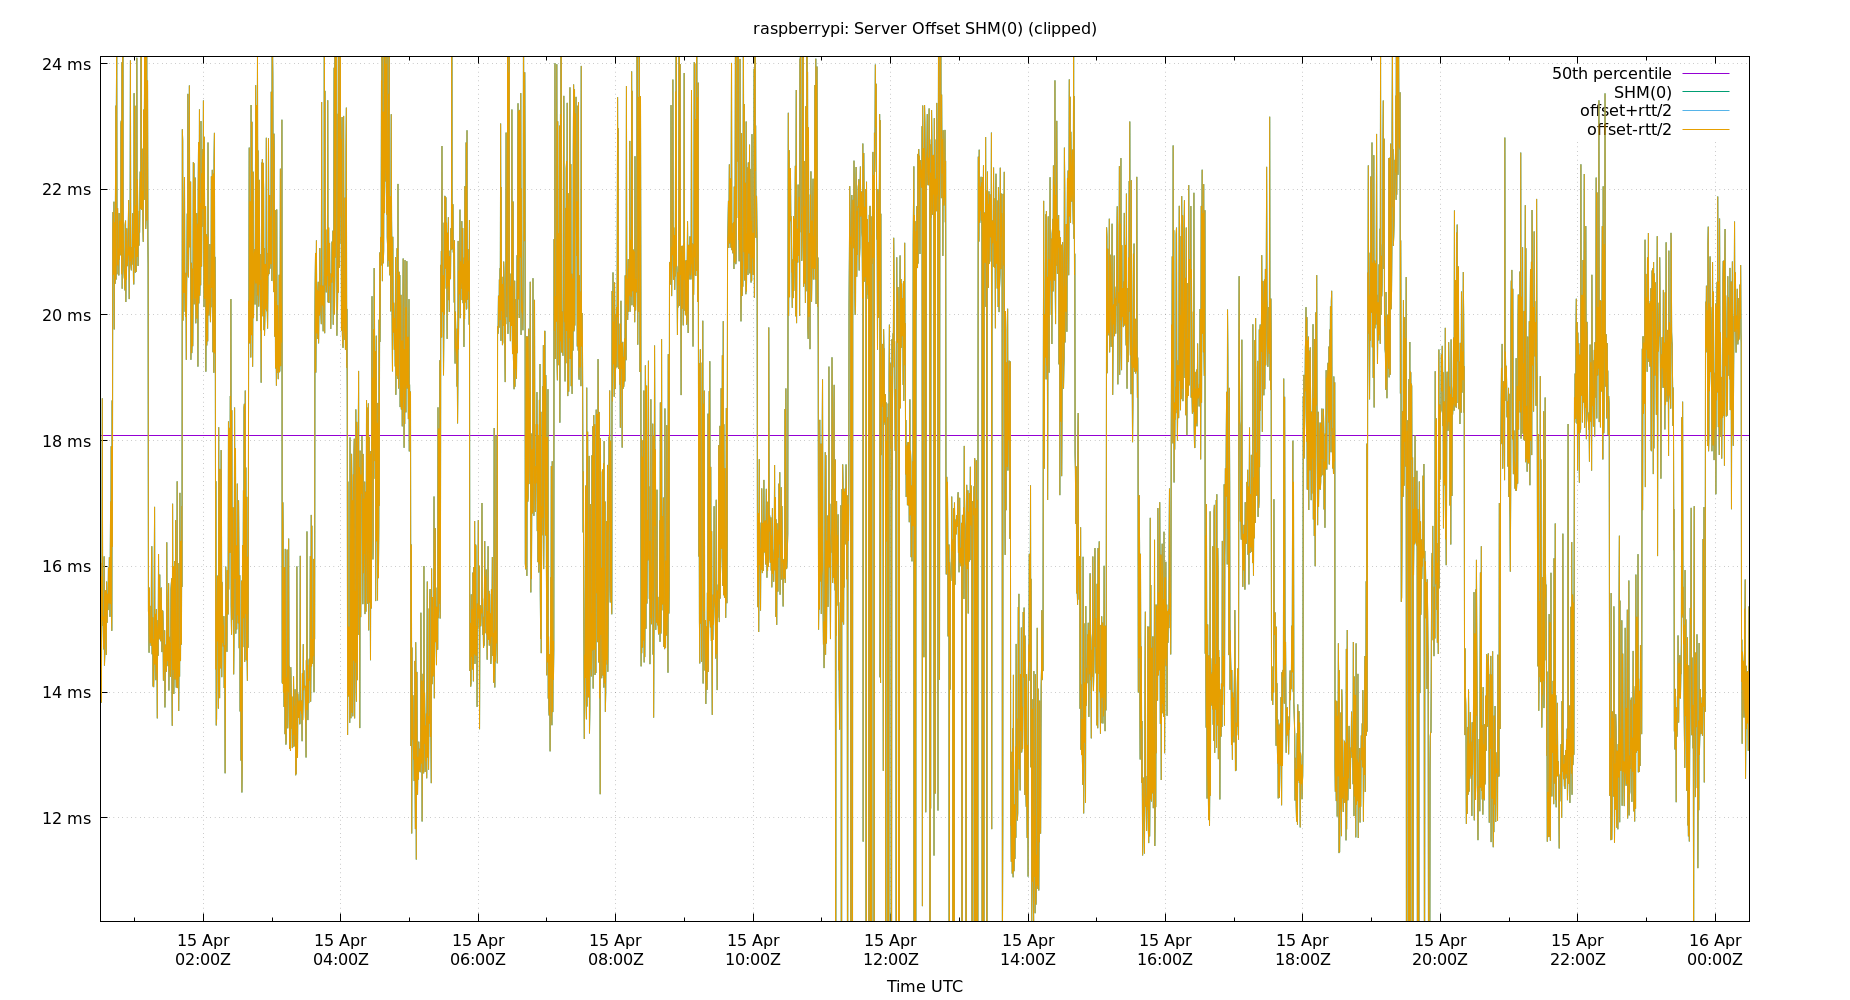 raspberrypi: Server Offset SHM(0) (clipped)
24 ms
22 ms
20 ms
18 ms
16 ms
14 ms
12 ms
50th percentile
SHM(0)
offset+rtt/2
offset-rtt/2
15 Apr 15 Apr 15 Apr 15 Apr 15 Apr 15 Apr 15 Apr 15 Apr 15 Apr 15 Apr 15 Apr 16 Apr
02:00Z 04:00Z 06:00Z 08:00Z 10:00Z 12:00Z 14:00Z 16:00Z 18:00Z 20:00Z 22:00Z 00:00Z
Time UTC